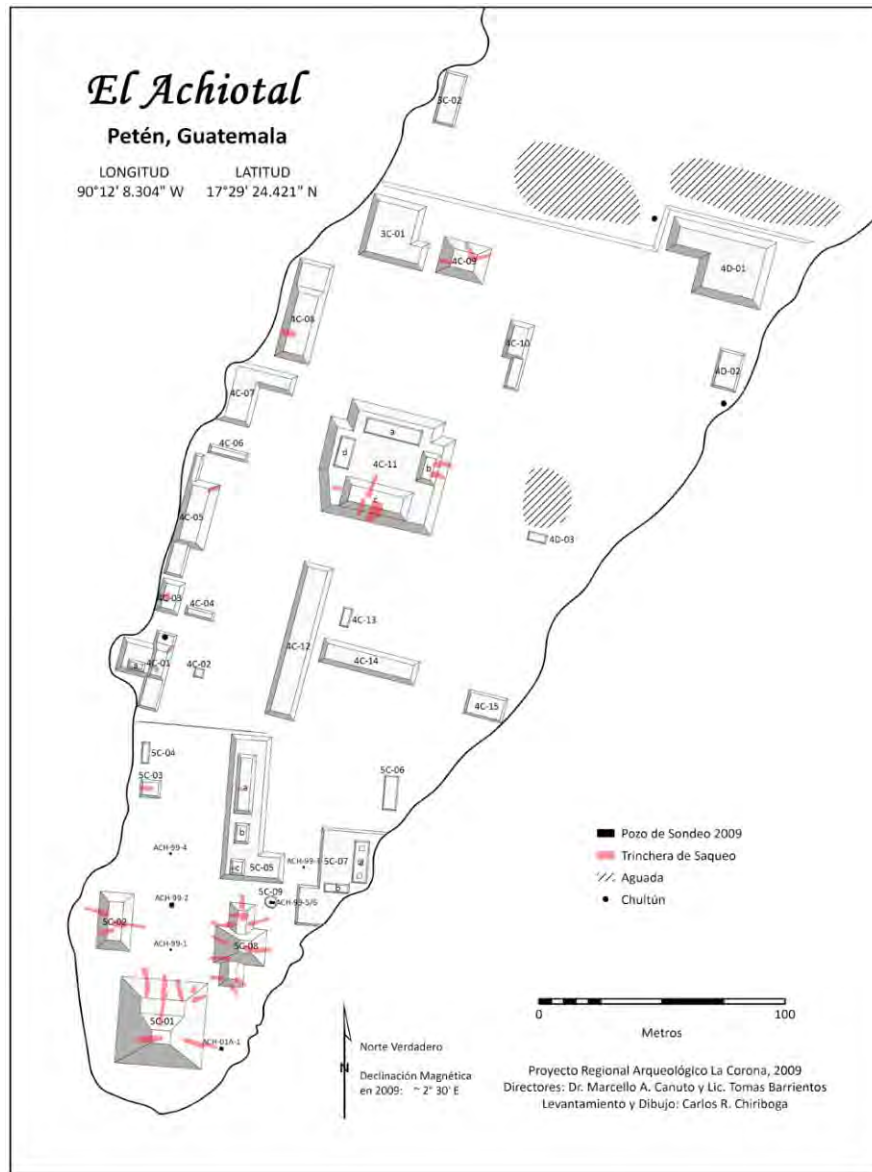 El Achiotal
Petén, Guatemala
LONGITUD LATITUD
90°12' 8.304" W 17°29' 24.421" N
3C-02
3C-01
4C-09
4D-01
4C-08
4C-10
4D-02
4C-07
a
4C-06
d
4C-11
b
c
4C-05
4D-03
4C-03
4C-04
4C-13
4C-12
4C-01
a
4C-02
4C-14
4C-15
5C-04
5C-03
5C-06
a
b
ACH-99-4
c
5C-05
5C-07
a
b
5C-09
ACH-99-5/6
ACH-99-2
5C-02
ACH-99-1
5C-08
5C-01
ACH-01A-1
Pozo de Sondeo 2009
Trinchera de Saqueo
Aguada
Chultún
0 100
Metros
N
Norte Verdadero
Declinación Magnética
en 2009: ~ 2° 30' E
Proyecto Regional Arqueológico La Corona, 2009
Directores: Dr. Marcello A. Canuto y Lic. Tomas Barrientos
Levantamiento y Dibujo: Carlos R. Chiriboga